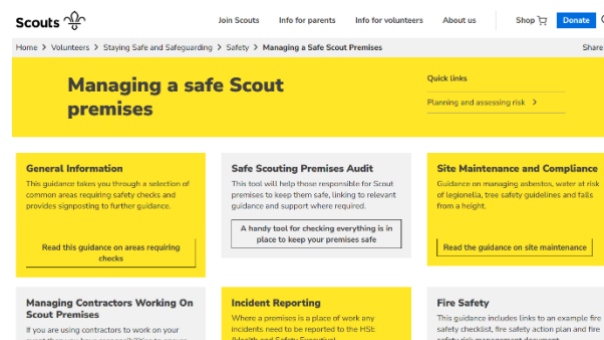 Scouts
Join Scouts Info for parents Info for volunteers About us Shop Donate
Home > Volunteers > Staying Safe and Safeguarding > Safety > Managing a Safe Scout Premises Share
Managing a safe Scout
premises
Quick links
Planning and assessing risk >
General Information
This guidance takes you through a selection of
common areas requiring safety checks and
provides signposting to further guidance.
Read this guidance on areas requiring
checks
Safe Scouting Premises Audit
This tool will help those responsible for Scout
premises to keep them safe, linking to relevant
guidance and support where required.
A handy tool for checking everything is in
place to keep your premises safe
Site Maintenance and Compliance
Guidance on managing asbestos, water at risk
of legionella, tree safety guidelines and falls
from a height.
Read the guidance on site maintenance
Managing Contractors Working On
Scout Premises
If you are using contractors to work on your
Incident Reporting
Where a premises is a place of work any
incidents need to be reported to the HSE
(Health and Safety Executive)
Fire Safety
This guidance includes links to an example fire
safety checklist, fire safety action plan and fire
safety risk management document